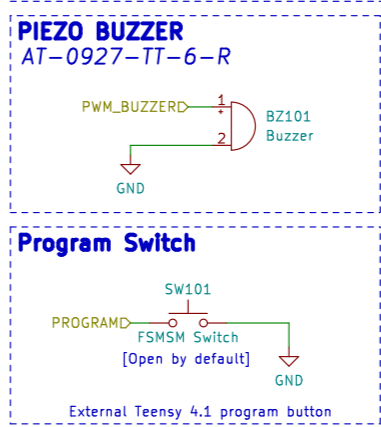 PIEZO BUZZER
AT-0927-TT-6-R
PWM_BUZZER
1
+
2
BZ101
Buzzer
GND
Program Switch
SW101
PROGRAM
FSMSM Switch
[Open by default]
GND
External Teensy 4.1 program button